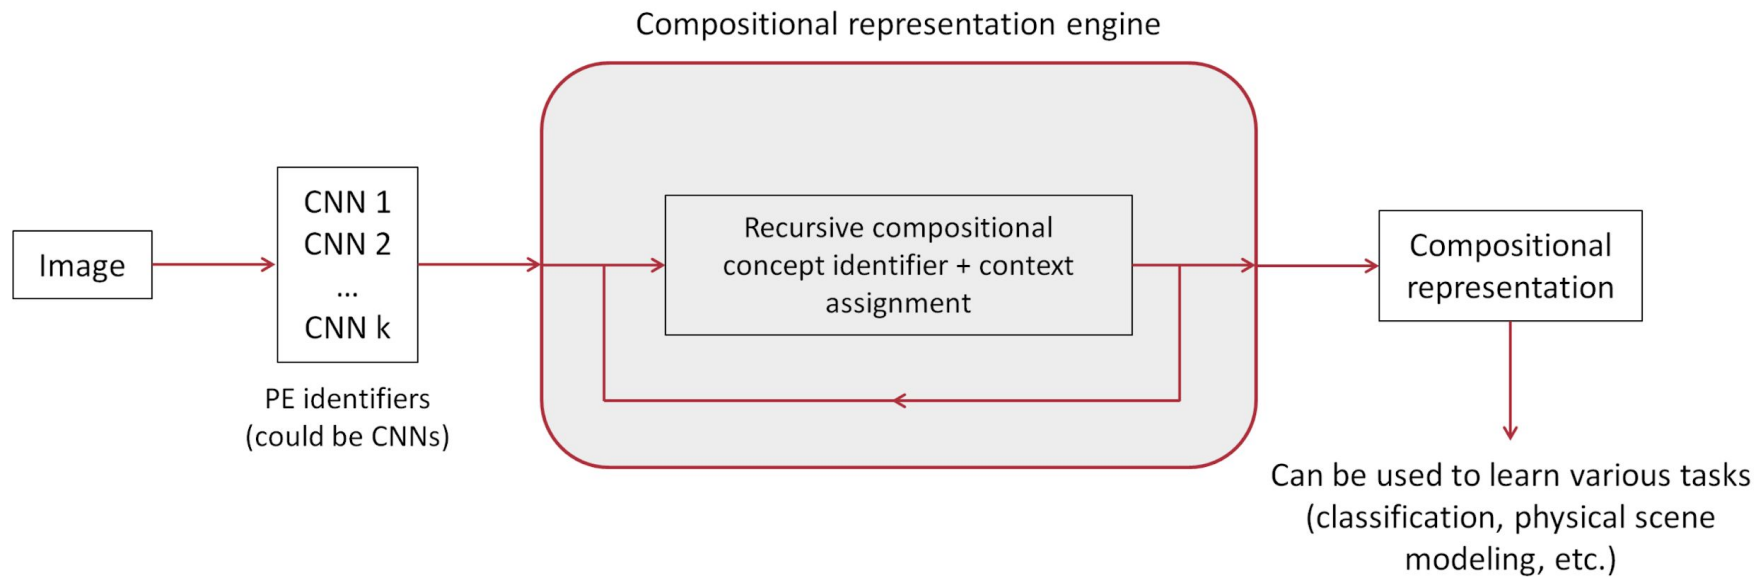 Compositional representation engine
Image
CNN 1
CNN 2
...
CNN k
PE identifiers
(could be CNNs)
Recursive compositional
concept identifier + context
assignment
Compositional
representation
Can be used to learn various tasks
(classification, physical scene
modeling, etc.)